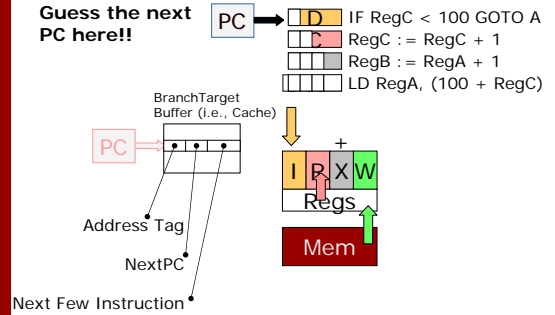 Guess the next
PC here!!
PC
D
IF RegC < 100 GOTO A
C
RegC := RegC + 1
RegB := RegA + 1
LD RegA, (100 + RegC)
BranchTarget
Buffer (i.e., Cache)
PC
+
I R X W
Regs
Address Tag
Mem
NextPC
Next Few Instruction